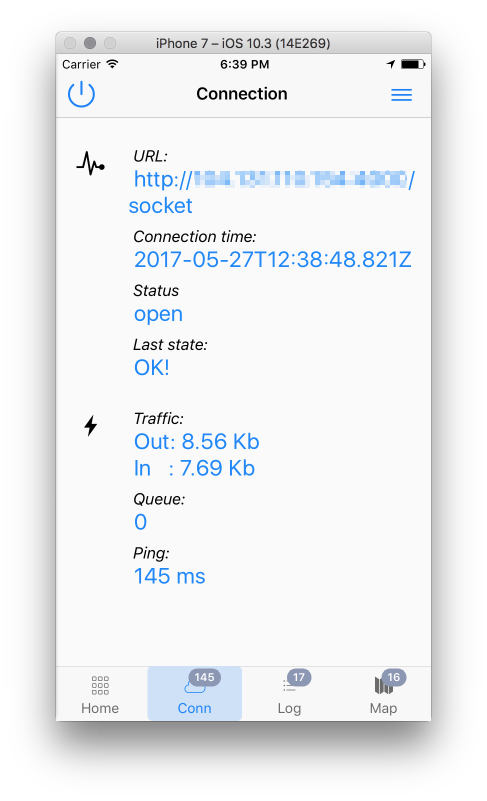 iPhone 7 – iOS 10.3 (14E269)
Carrier 6:39 PM
Connection
URL:
http:// /
socket
Connection time:
2017-05-27T12:38:48.821Z
Status
open
Last state:
OK!
Traffic:
Out: 8.56 Kb
In : 7.69 Kb
Queue:
0
Ping:
145 ms
145 17 16
Home Conn Log Map